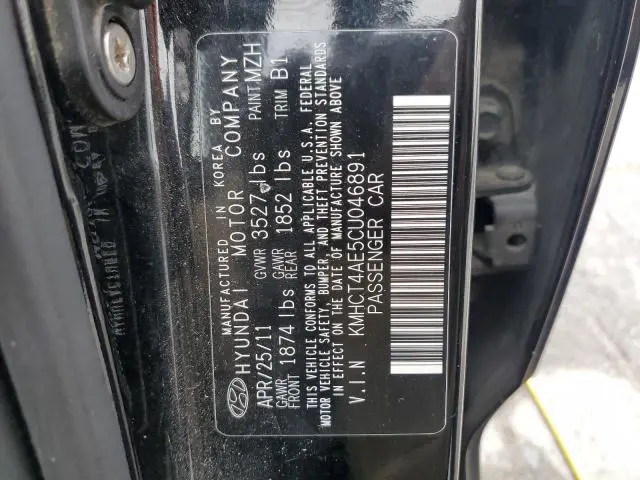 MANUFACTURED IN KOREA BY
HYUNDAI MOTOR COMPANY
APR/25/11 GVWR 3527 lbs PAINT MZH
GAWR FRONT 1874 lbs GAWR REAR 1852 lbs TRIM B1
THIS VEHICLE CONFORMS TO ALL APPLICABLE U.S.A. FEDERAL
MOTOR VEHICLE SAFETY, BUMPER, AND THEFT PREVENTION STANDARDS
IN EFFECT ON THE DATE OF MANUFACTURE SHOWN ABOVE
V.I.N KMHCT4AE5CU046891
PASSENGER CAR